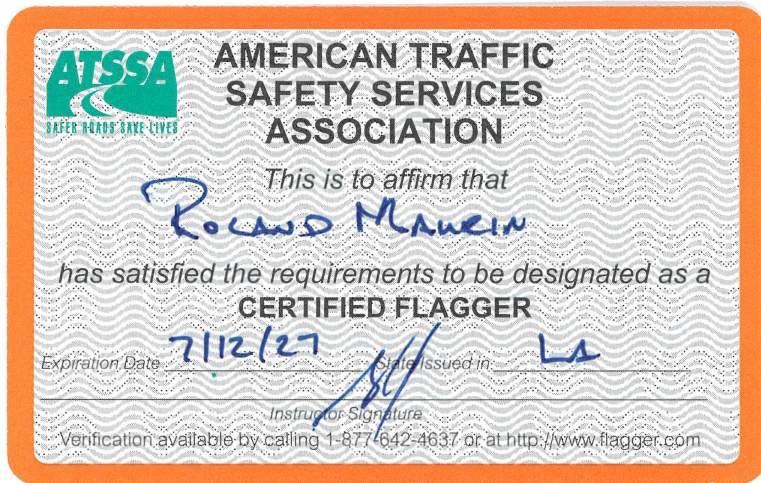 ATSSA
SAFER ROADS SAVE LIVES
AMERICAN TRAFFIC
SAFETY SERVICES
ASSOCIATION
This is to affirm that
ROLAND MAURIN
has satisfied the requirements to be designated as a
CERTIFIED FLAGGER
Expiration Date 7/12/27 State Issued in LA
Instructor Signature
Verification available by calling 1-877-642-4637 or at http://www.flagger.com